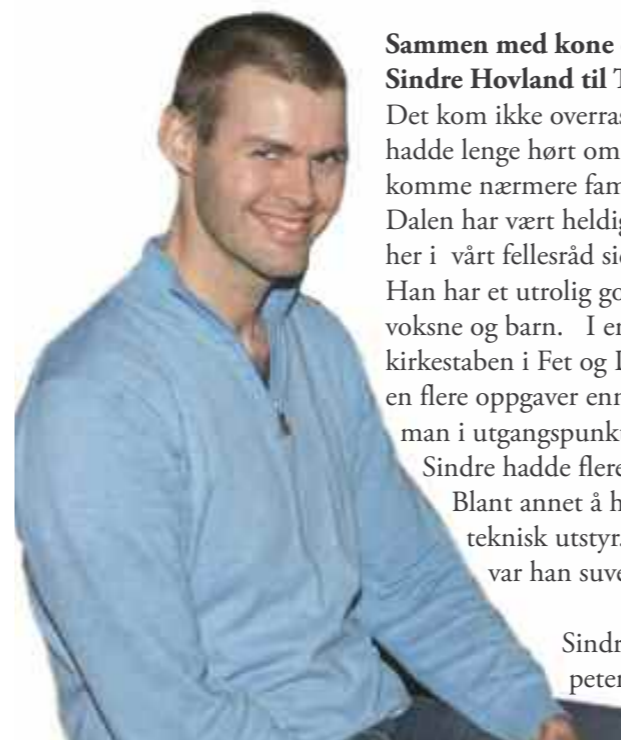 Sammen med kone
Sindre Hovland til T
Det kom ikke overras
hadde lenge hørt om
komme nærmere fam
Dalen har vært heldig
her i vårt fellesråd sid
Han har et utrolig go
voksne og barn. I en
kirkestaben i Fet og D
en flere oppgaver enn
man i utgangspunk
Sindre hadde flere
Blant annet å h
teknisk utstyr.
var han suve
Sindr
peten